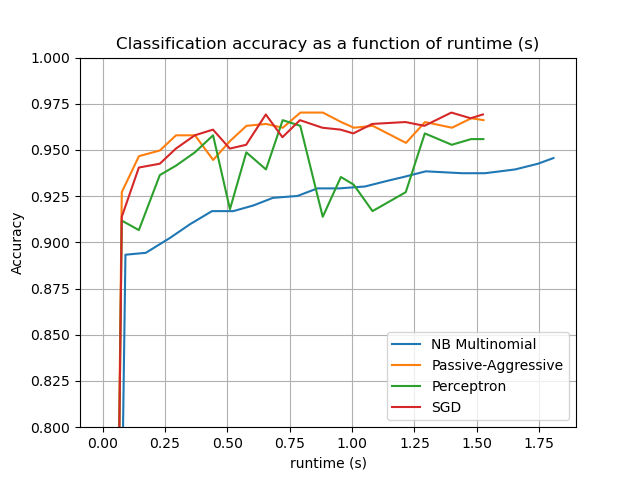 Classification accuracy as a function of runtime (s)
1.000
0.975
0.950
0.925
0.900
0.875
0.850
0.825
0.800
Accuracy
NB Multinomial
Passive-Aggressive
Perceptron
SGD
0.00 0.25 0.50 0.75 1.00 1.25 1.50 1.75
runtime (s)